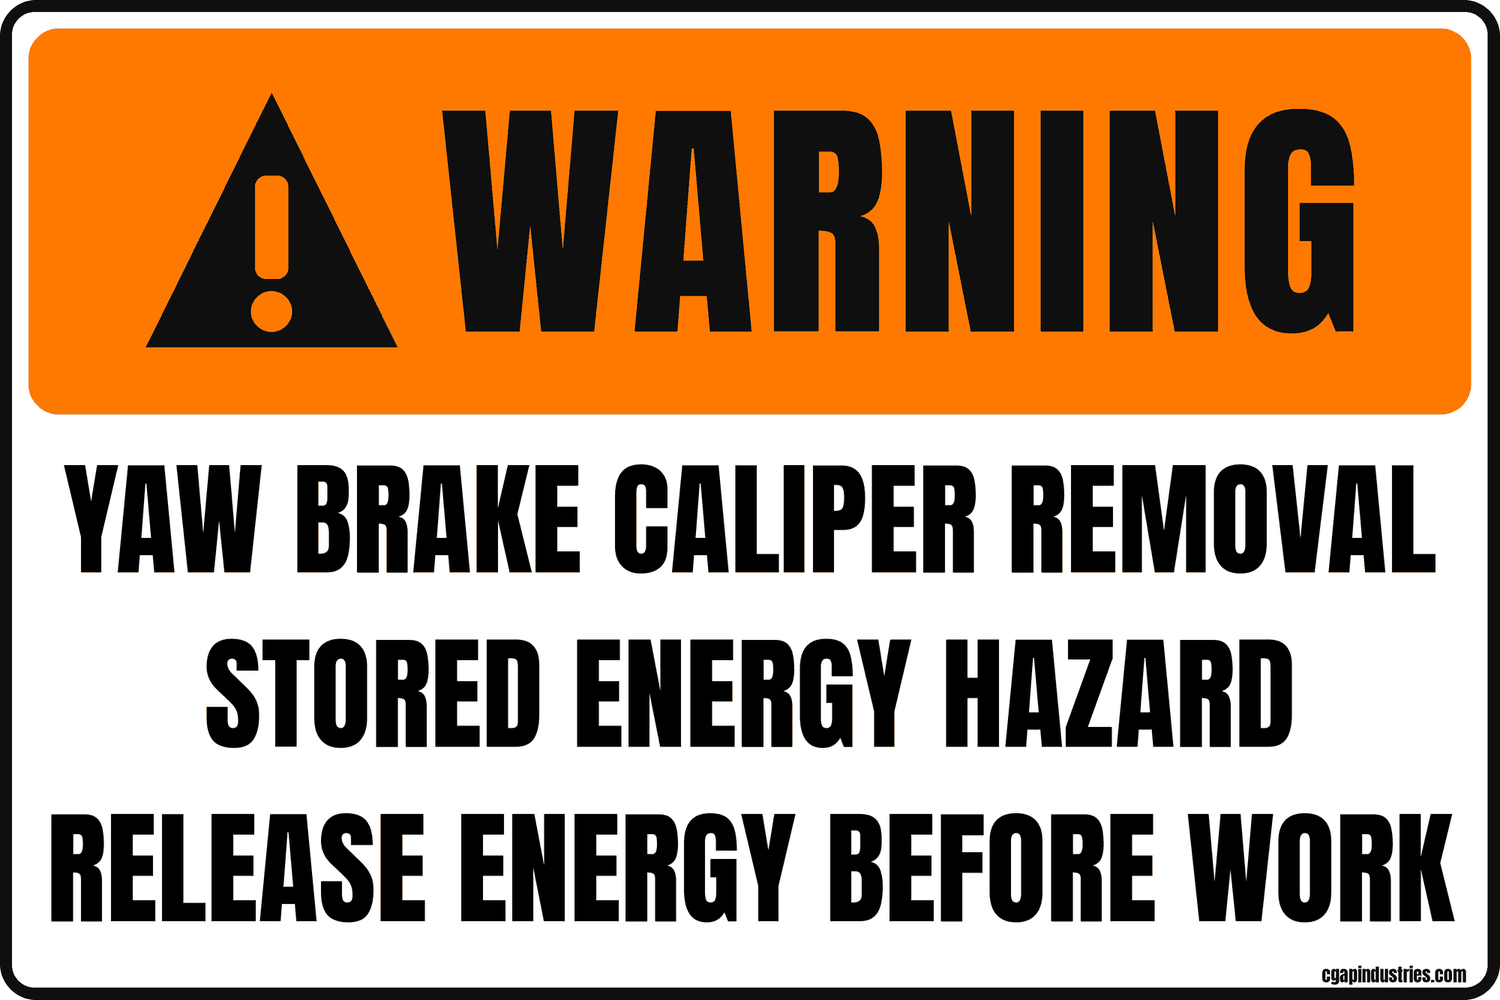 WARNING
YAW BRAKE CALIPER REMOVAL
STORED ENERGY HAZARD
RELEASE ENERGY BEFORE WORK
cgapindustries.com